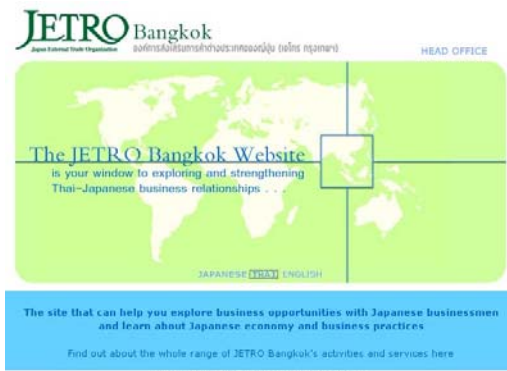 JETRO Bangkok
Japan External Trade Organization
องค์การส่งเสริมการค้าต่างประเทศของญี่ปุ่น (เจโทร กรุงเทพฯ)
HEAD OFFICE
The JETRO Bangkok Website
is your window to exploring and strengthening
Thai-Japanese business relationships . . .
JAPANESE THAI ENGLISH
The site that can help you explore business opportunities with Japanese businessmen
and learn about Japanese economy and business practices
Find out about the whole range of JETRO Bangkok's activities and services here